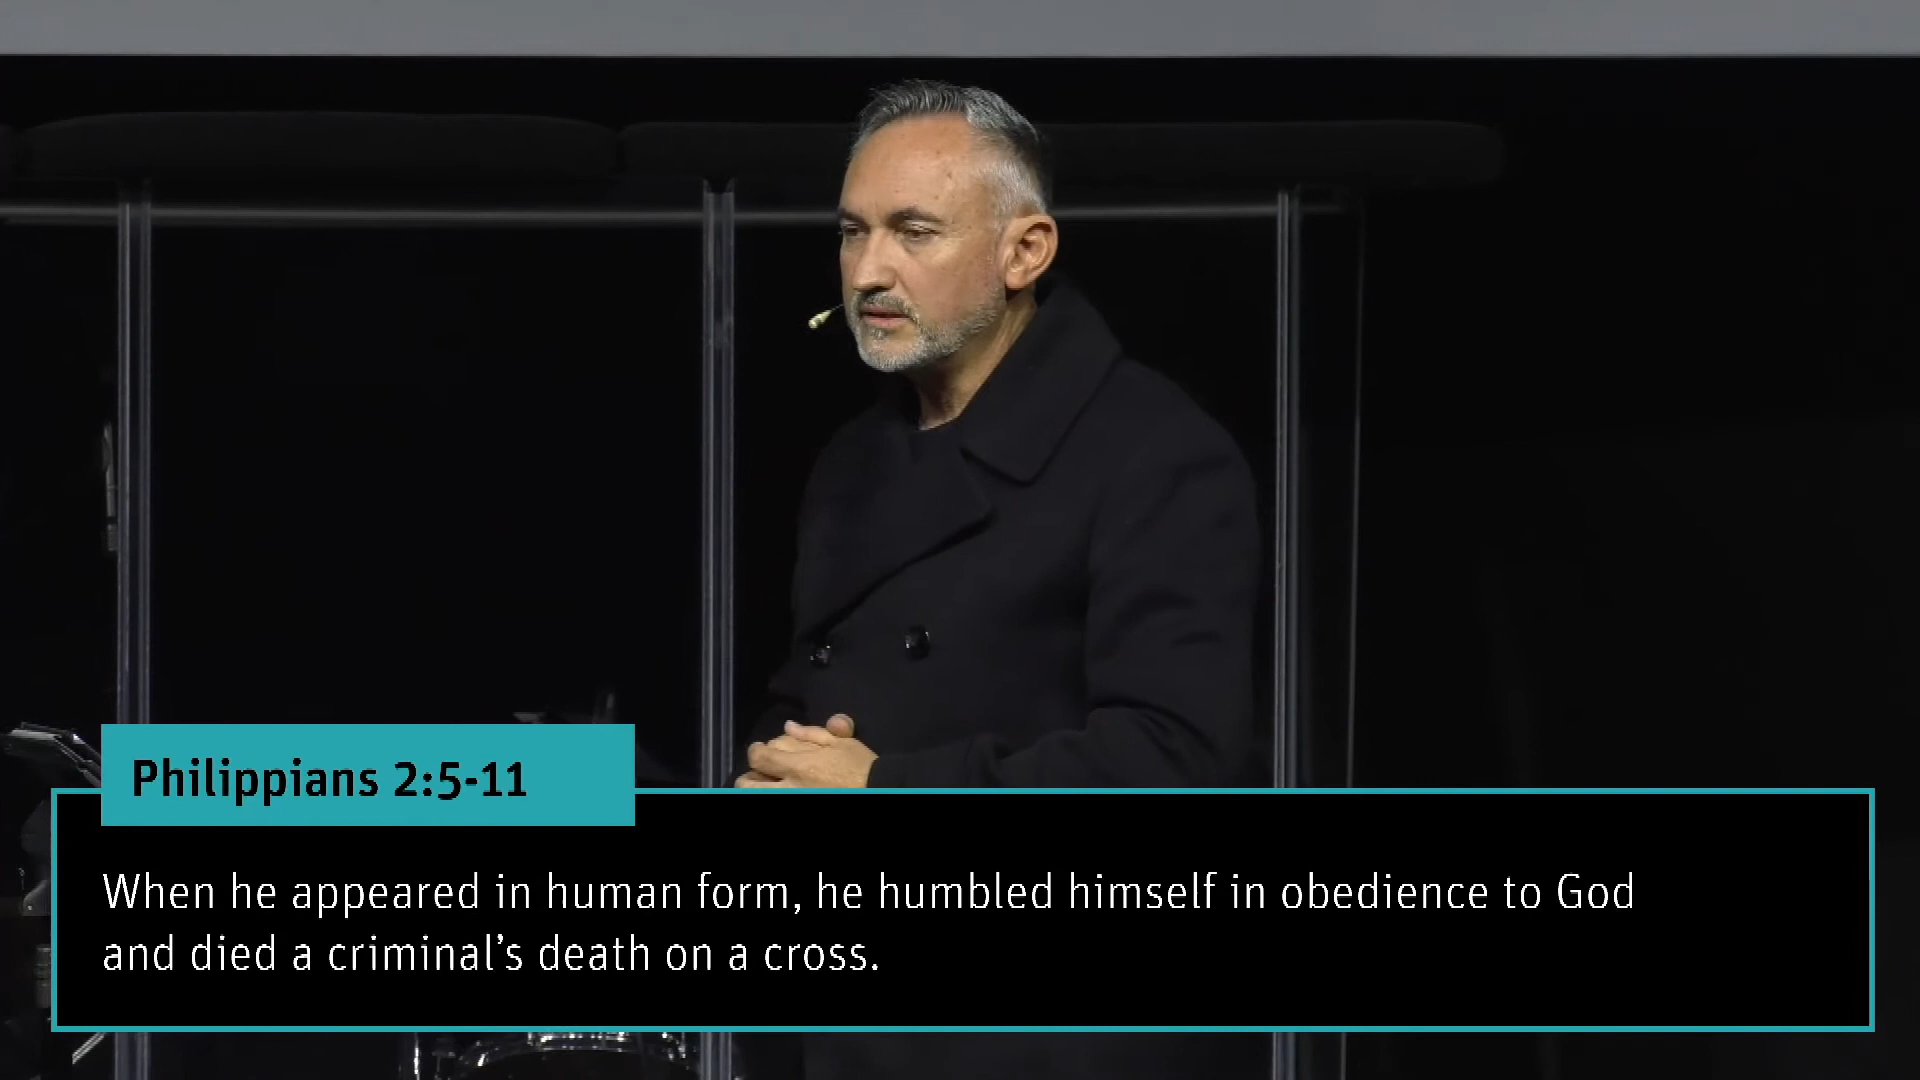 Philippians 2:5-11
When he appeared in human form, he humbled himself in obedience to God
and died a criminal’s death on a cross.